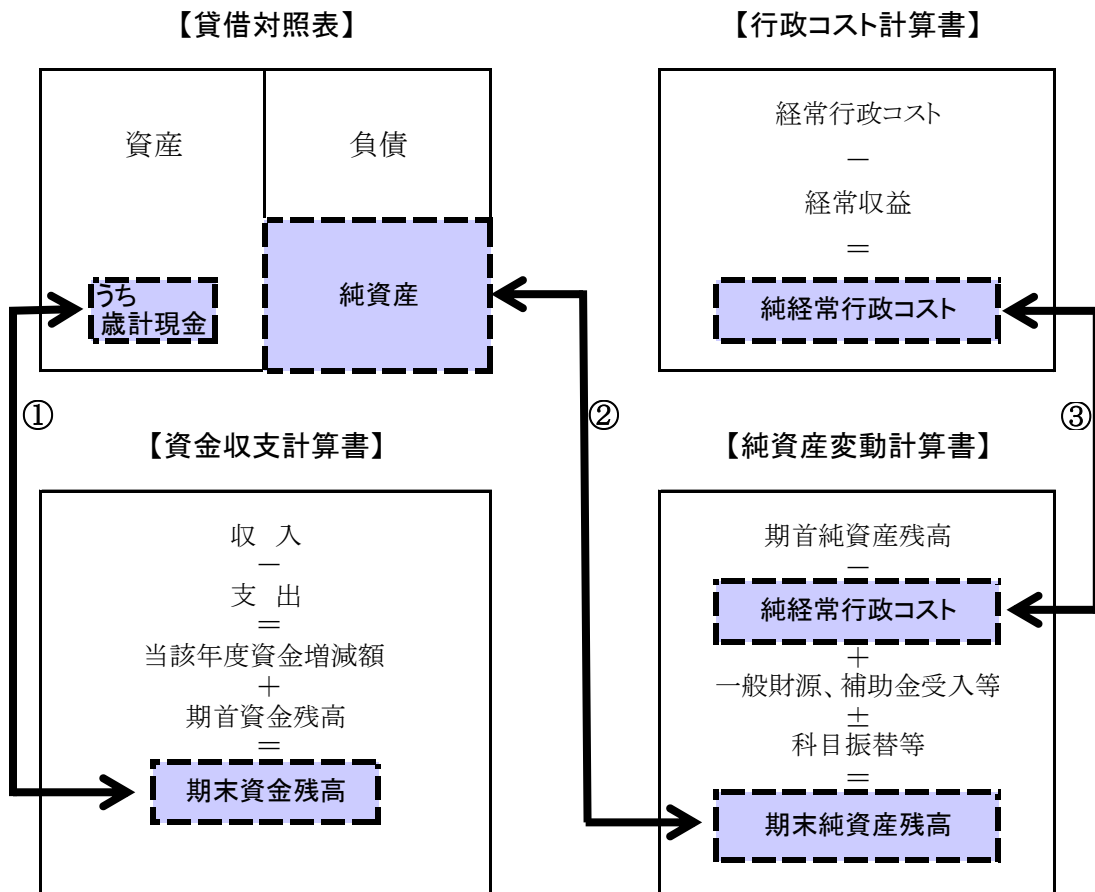 【貸借対照表】
資産
負債
純資産
うち
歳計現金
【行政コスト計算書】
経常行政コスト
－
経常収益
＝
純経常行政コスト
①
②
③
【資金収支計算書】
収　入
－
支　出
＝
当該年度資金増減額
＋
期首資金残高
＝
期末資金残高
【純資産変動計算書】
期首純資産残高
－
純経常行政コスト
＋
一般財源、補助金受入等
±
科目振替等
＝
期末純資産残高